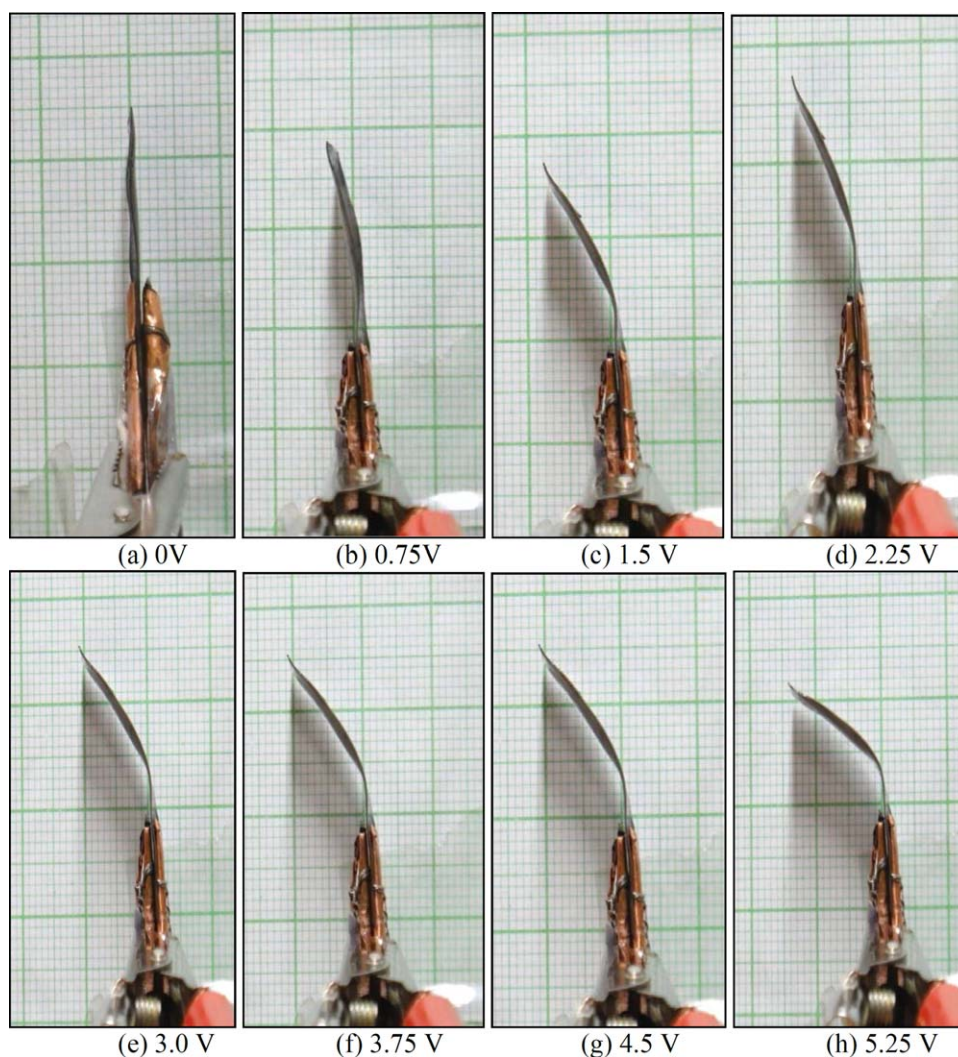 (a) 0V
(b) 0.75V
(c) 1.5 V
(d) 2.25 V
(e) 3.0 V
(f) 3.75 V
(g) 4.5 V
(h) 5.25 V